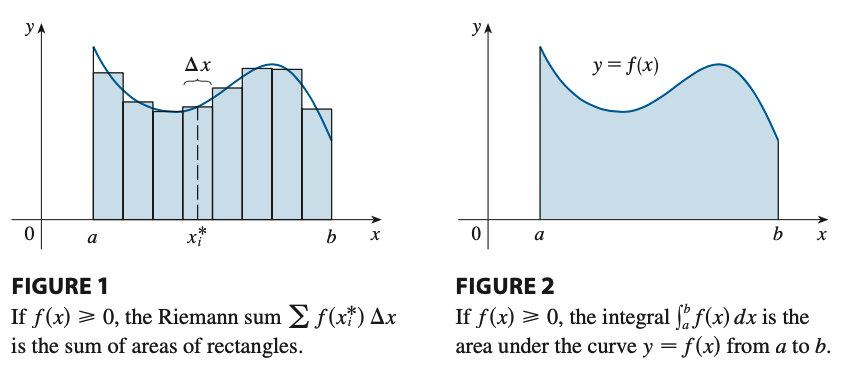 y
Δx
0
a
x_i^*
b
x
FIGURE 1
If f(x) ⩾ 0, the Riemann sum ∑ f(x_i^*) Δx
is the sum of areas of rectangles.
y
y = f(x)
0
a
b
x
FIGURE 2
If f(x) ⩾ 0, the integral ∫_a^b f(x) dx is the
area under the curve y = f(x) from a to b.